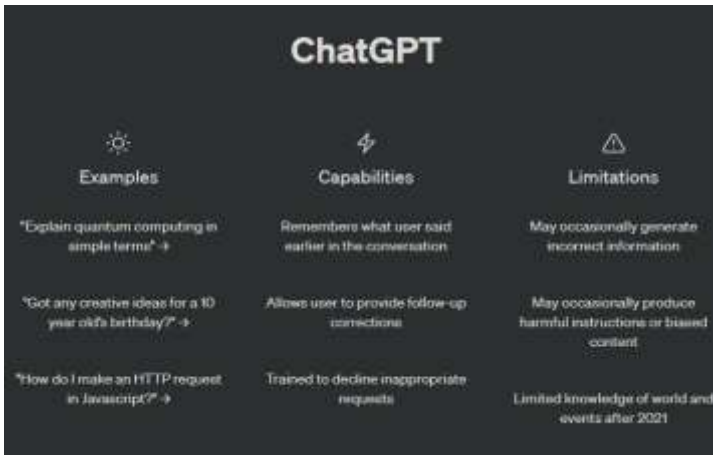 ChatGPT
Examples
"Explain quantum computing in
simple terms" →
"Got any creative ideas for a 10
year old's birthday?" →
"How do I make an HTTP request
in Javascript?" →
Capabilities
Remembers what user said
earlier in the conversation
Allows user to provide follow-up
corrections
Trained to decline inappropriate
requests
Limitations
May occasionally generate
incorrect information
May occasionally produce
harmful instructions or biased
content
Limited knowledge of world and
events after 2021